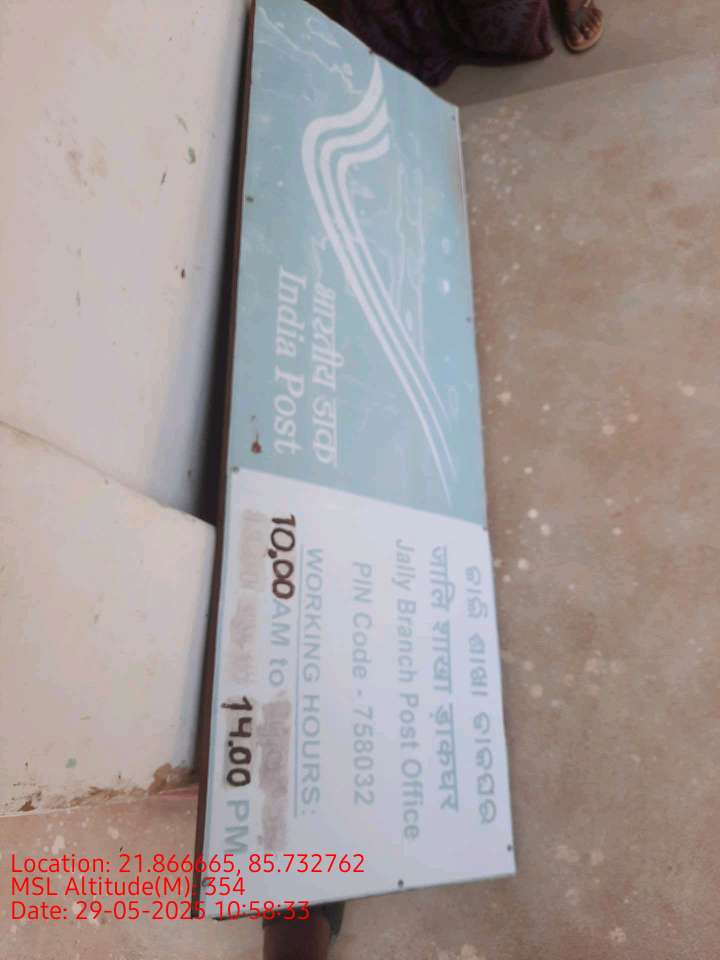 भारतीय डाक
India Post
ଜାଲି ଶାଖା ଡାକଘର
जालि शाखा ड़ाकघर
Jally Branch Post Office
PIN Code - 758032
WORKING HOURS:
10.00 AM to
14.00 PM
Location: 21.866665, 85.732762
MSL Altitude(M): 354
Date: 29-05-2025 10:58:33